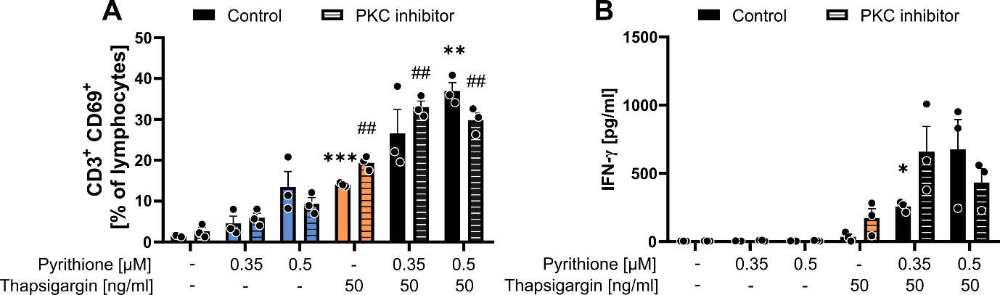 A
Control PKC inhibitor
CD3+ CD69+
[% of lymphocytes]
50
40
30
20
10
0
***
##
##
**
##
Pyrithione [µM] - 0.35 0.5 - 0.35 0.5
Thapsigargin [ng/ml] - - - 50 50 50
B
Control PKC inhibitor
IFN-γ [pg/ml]
1500
1000
500
0
*
Pyrithione [µM] - 0.35 0.5 - 0.35 0.5
Thapsigargin [ng/ml] - - - 50 50 50